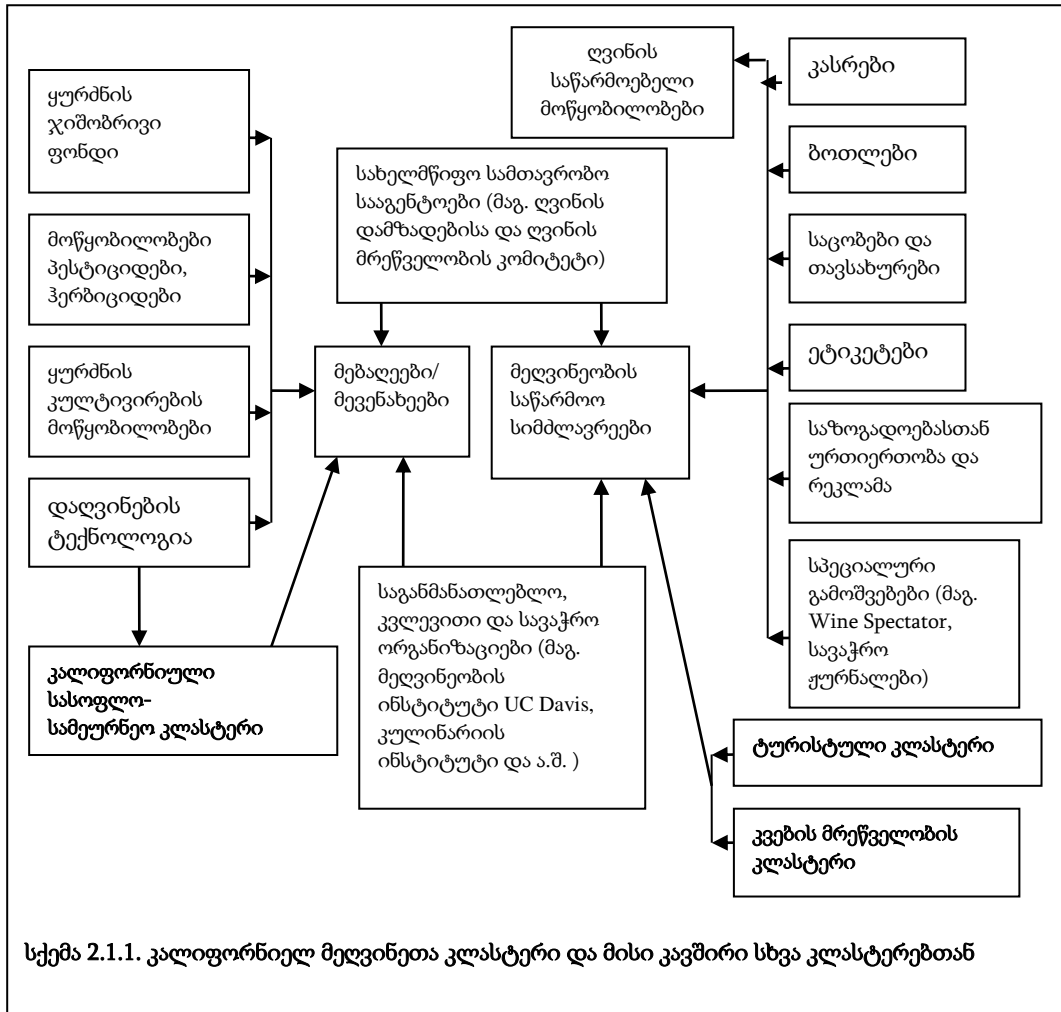 ყურძნის
ჯიშობრივი
ფონდი
მოწყობილობები
პესტიციდები,
ჰერბიციდები
ყურძნის
კულტივირების
მოწყობილობები
დაღვინების
ტექნოლოგია
კალიფორნიული
სასოფლო-
სამეურნეო კლასტერი
ღვინის
საწარმოებელი
მოწყობილობები
სახელმწიფო სამთავრობო
სააგენტოები (მაგ. ღვინის
დამზადებისა და ღვინის
მრეწველობის კომიტეტი)
მებაღეები/
მევენახეები
მეღვინეობის
საწარმოო
სიმძლავრეები
საგანმანათლებლო,
კვლევითი და სავაჭრო
ორგანიზაციები (მაგ.
მეღვინეობის
ინსტიტუტი UC Davis,
კულინარიის
ინსტიტუტი და ა.შ. )
კასრები
ბოთლები
საცობები და
თავსახურები
ეტიკეტები
საზოგადოებასთან
ურთიერთობა და
რეკლამა
სპეციალური
გამოშვებები (მაგ.
Wine Spectator,
სავაჭრო
ჟურნალები)
ტურისტული კლასტერი
კვების მრეწველობის
კლასტერი
სქემა 2.1.1. კალიფორნიელ მეღვინეთა კლასტერი და მისი კავშირი სხვა კლასტერებთან